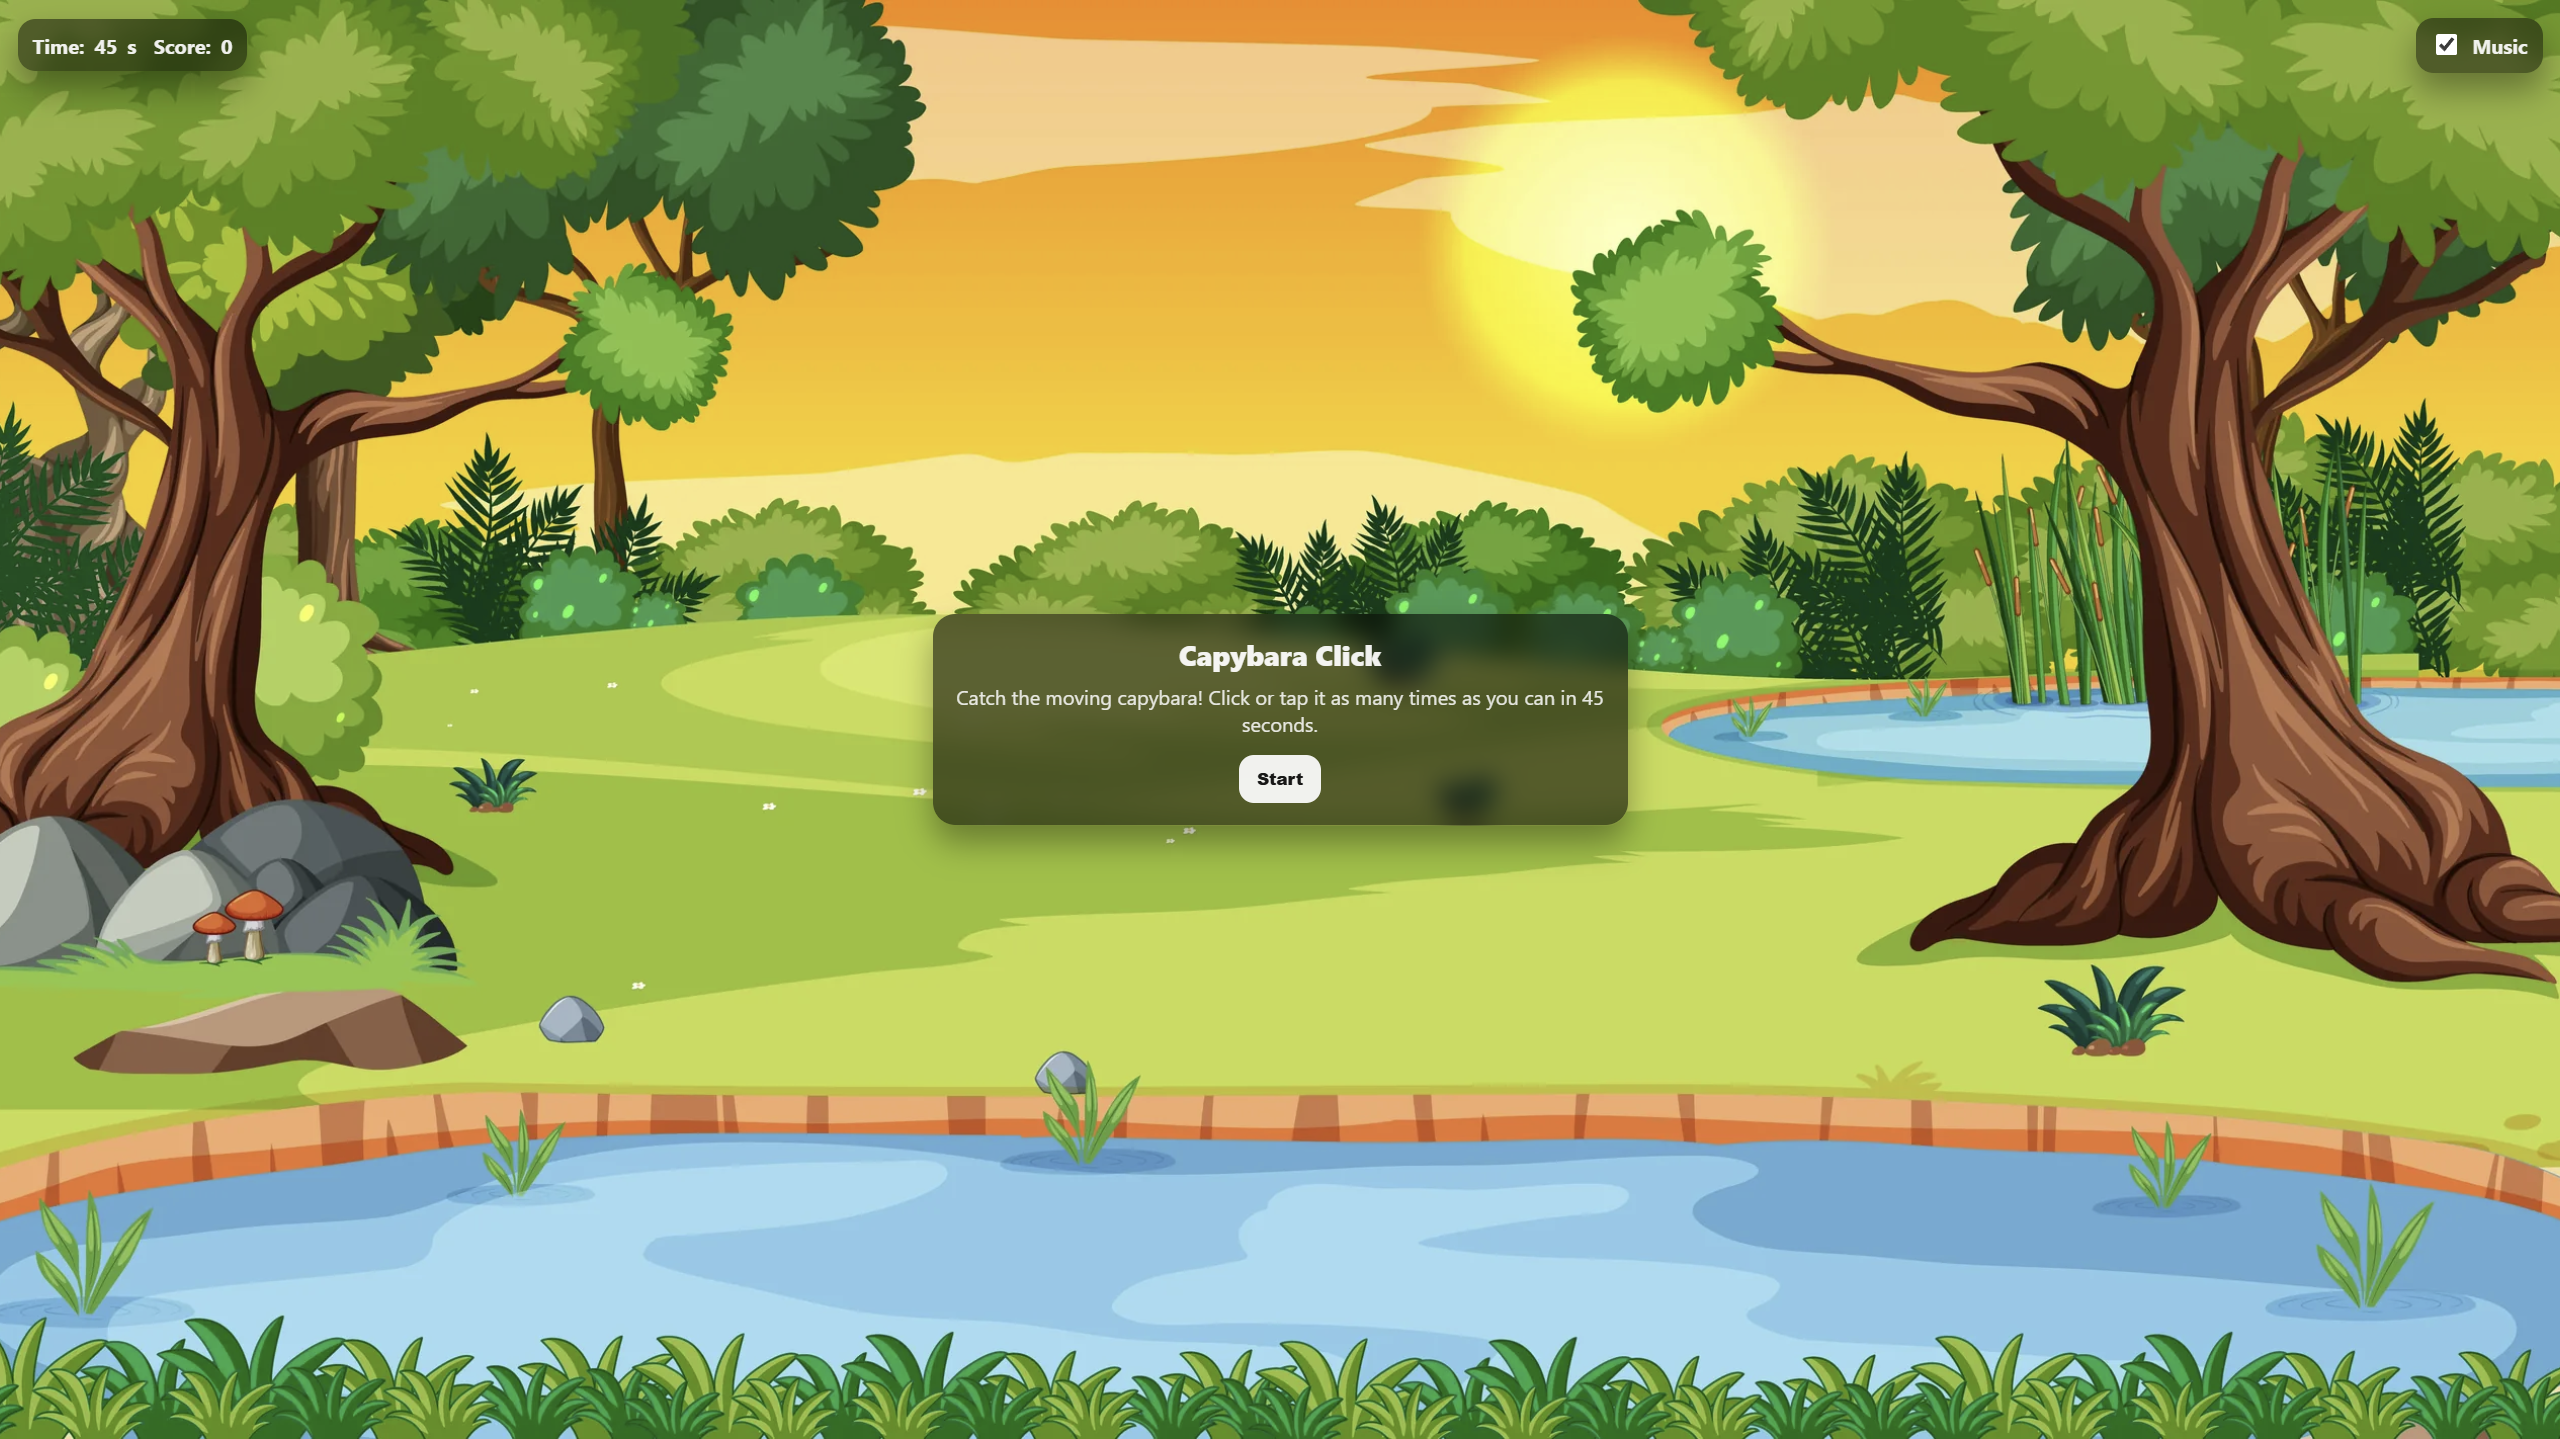 Time: 45 s Score: 0
Music
Capybara Click
Catch the moving capybara! Click or tap it as many times as you can in 45
seconds.
Start